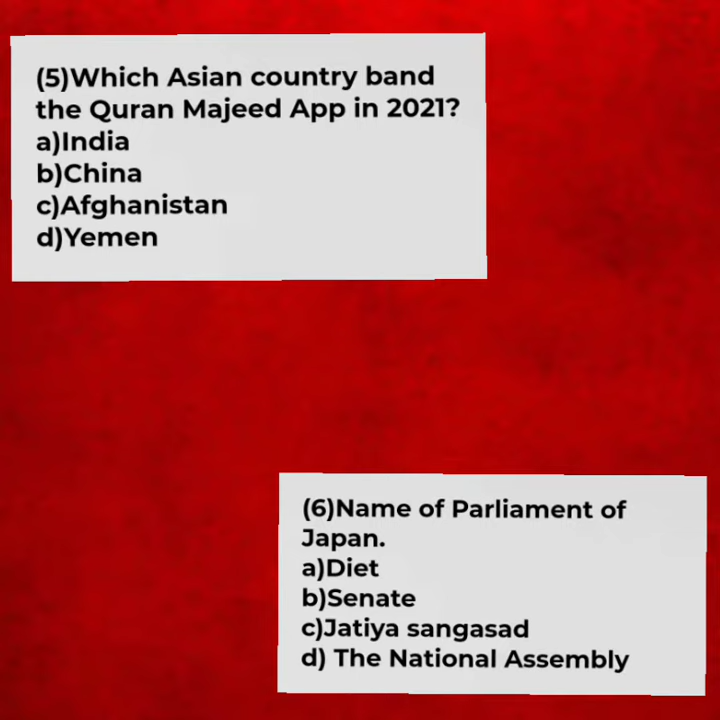 (5)Which Asian country band
the Quran Majeed App in 2021?
a)India
b)China
c)Afghanistan
d)Yemen
(6)Name of Parliament of
Japan.
a)Diet
b)Senate
c)Jatiya sangasad
d) The National Assembly